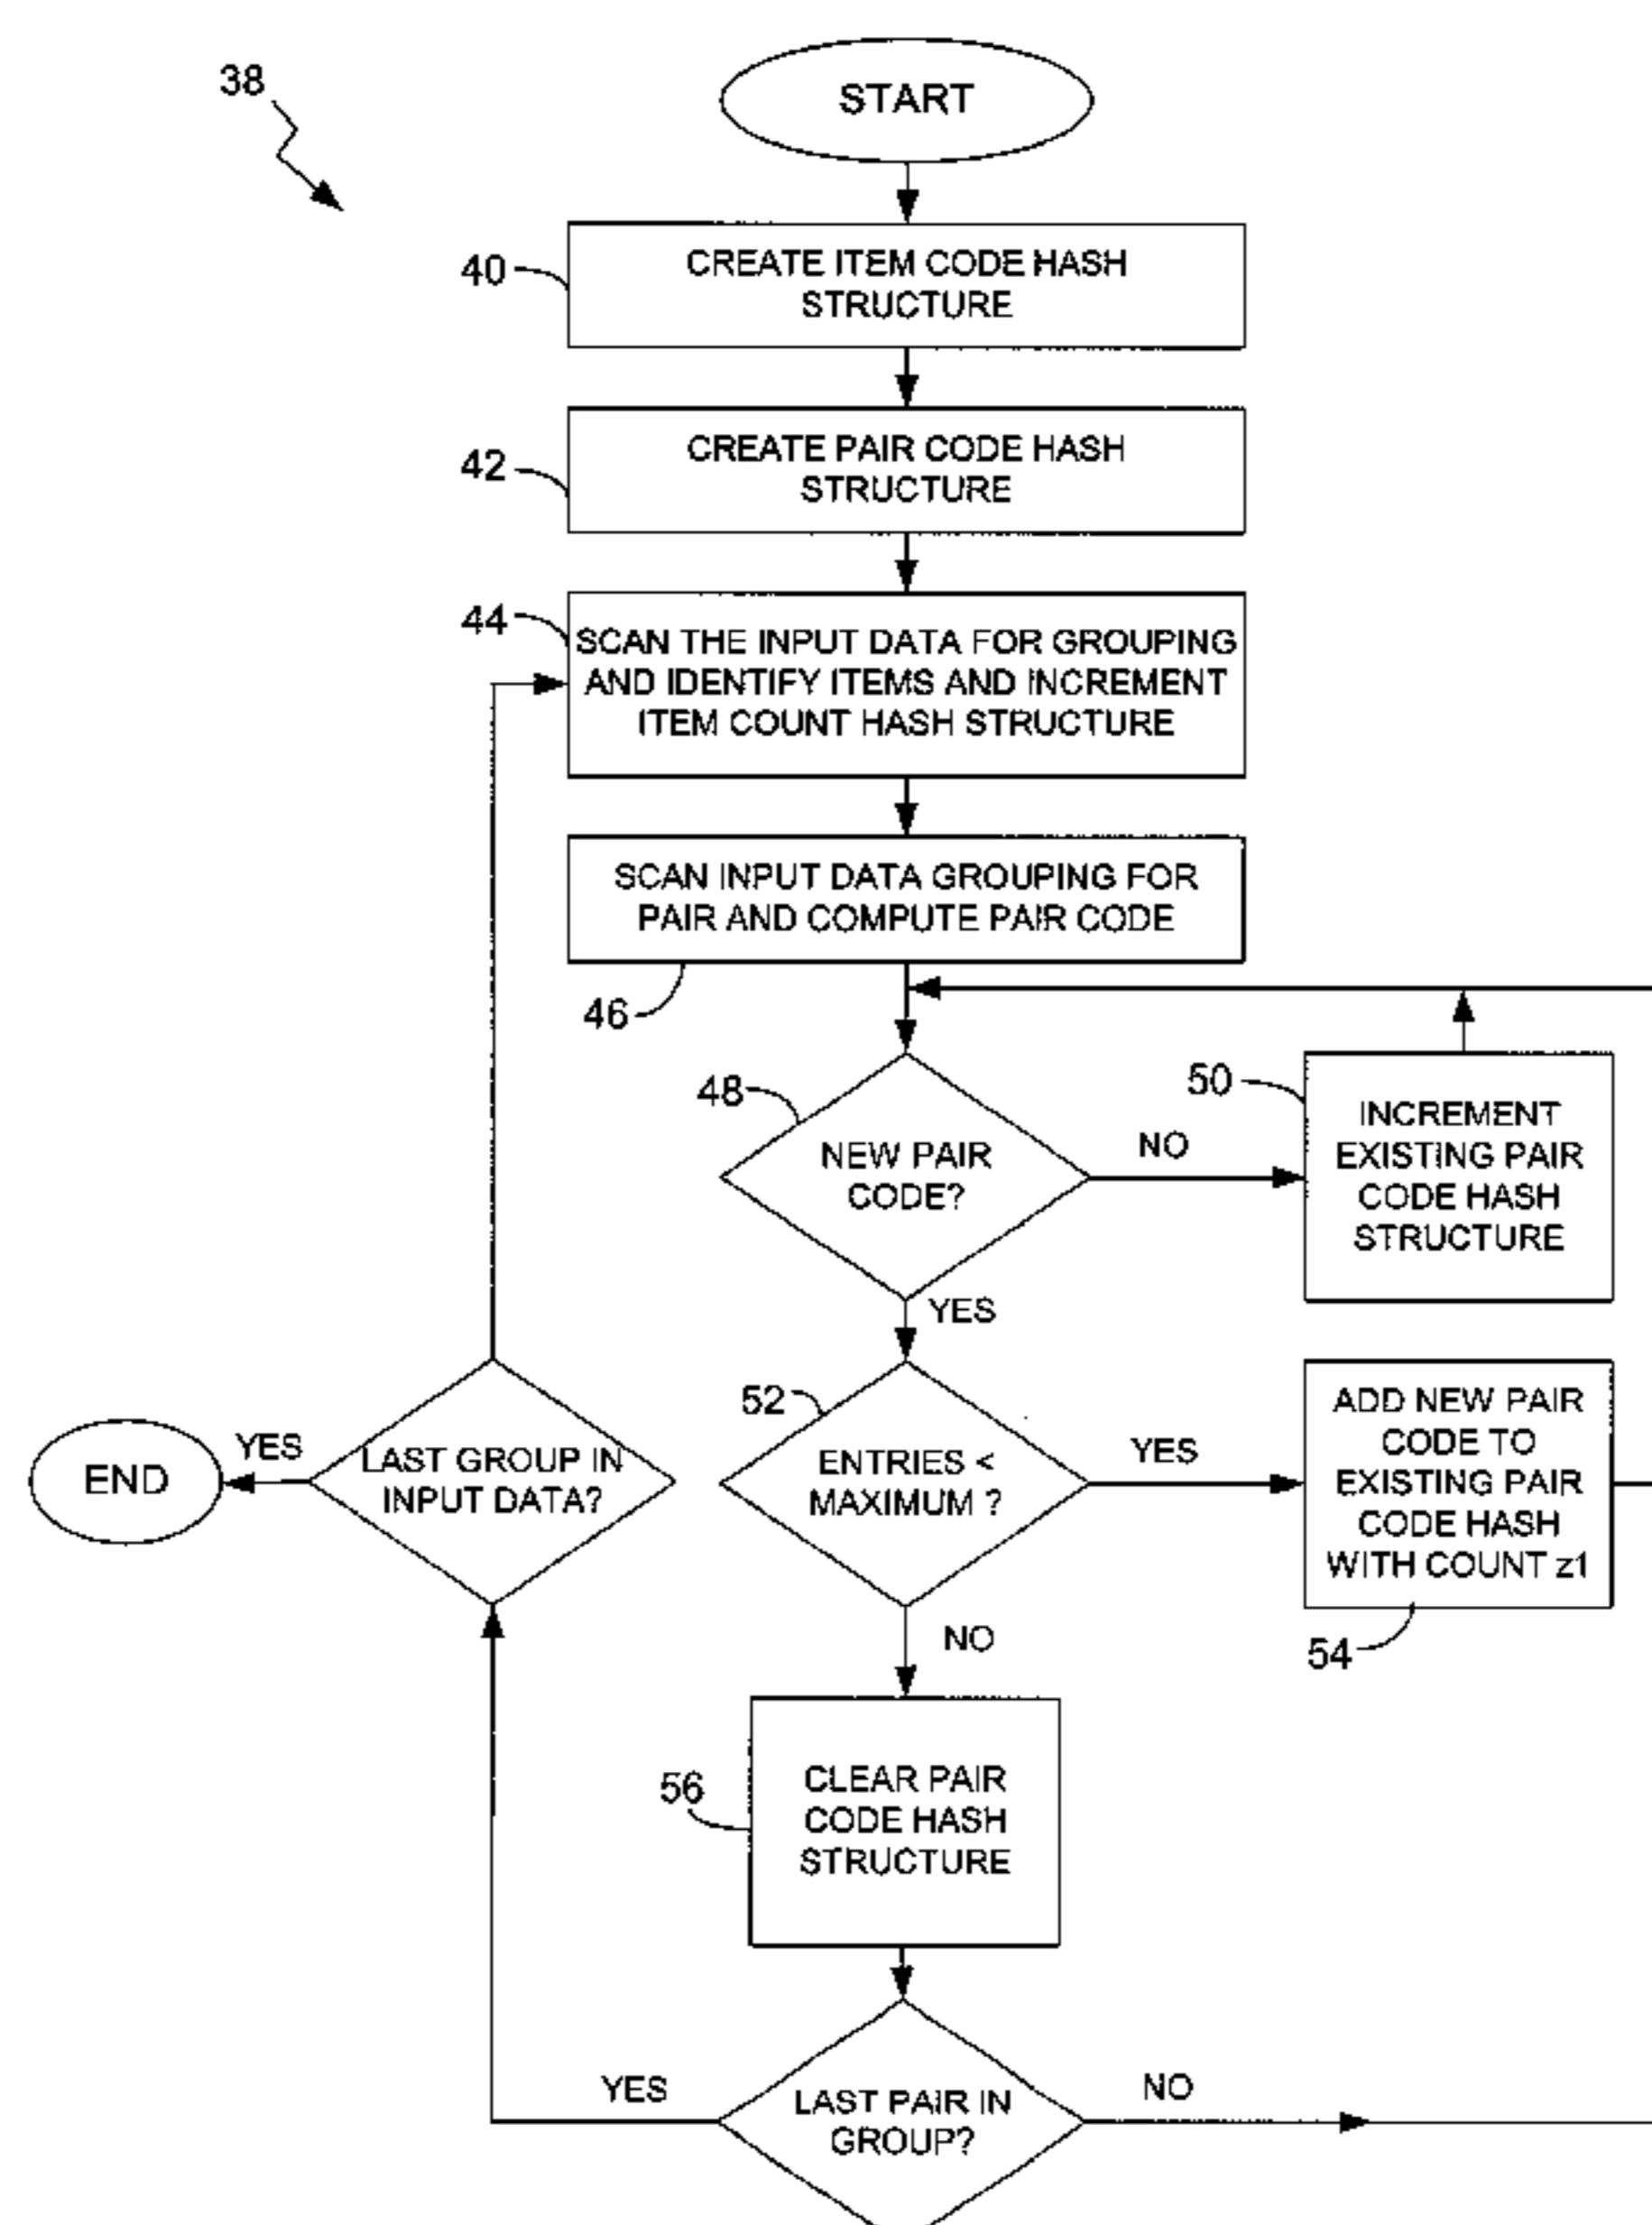 38
START
40
CREATE ITEM CODE HASH
STRUCTURE
42
CREATE PAIR CODE HASH
STRUCTURE
44
SCAN THE INPUT DATA FOR GROUPING
AND IDENTIFY ITEMS AND INCREMENT
ITEM COUNT HASH STRUCTURE
SCAN INPUT DATA GROUPING FOR
PAIR AND COMPUTE PAIR CODE
46
48
NEW PAIR
CODE?
NO
50
INCREMENT
EXISTING PAIR
CODE HASH
STRUCTURE
YES
52
ENTRIES <
MAXIMUM ?
YES
ADD NEW PAIR
CODE TO
EXISTING PAIR
CODE HASH
WITH COUNT z1
54
END
YES
LAST GROUP IN
INPUT DATA?
NO
56
CLEAR PAIR
CODE HASH
STRUCTURE
YES
LAST PAIR IN
GROUP?
NO